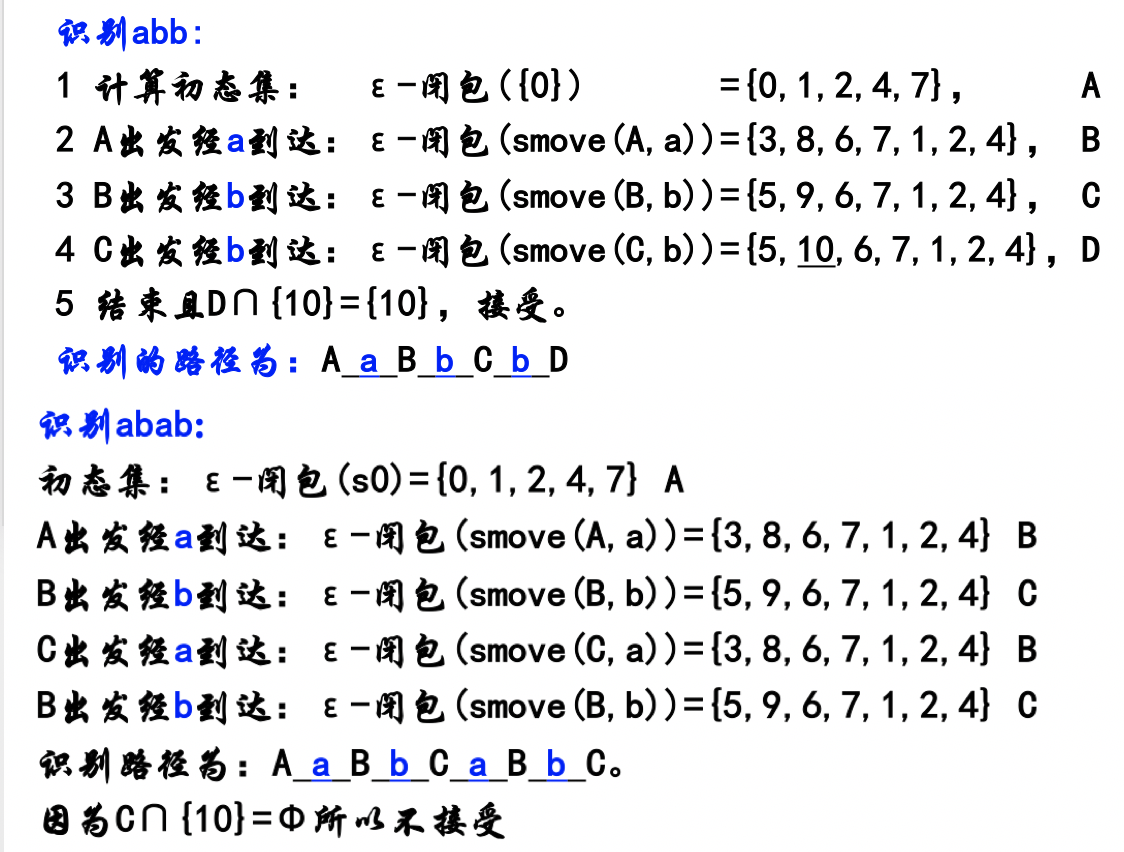 识别abb:
1 计算初态集： ε-闭包({0}) ={0,1,2,4,7}， A
2 A出发经a到达：ε-闭包(smove(A,a))={3,8,6,7,1,2,4}， B
3 B出发经b到达：ε-闭包(smove(B,b))={5,9,6,7,1,2,4}， C
4 C出发经b到达：ε-闭包(smove(C,b))={5,10,6,7,1,2,4}，D
5 结束且D∩{10}={10}，接受。
识别的路径为：A_a_B_b_C_b_D
识别abab:
初态集：ε-闭包(s0)={0,1,2,4,7} A
A出发经a到达：ε-闭包(smove(A,a))={3,8,6,7,1,2,4} B
B出发经b到达：ε-闭包(smove(B,b))={5,9,6,7,1,2,4} C
C出发经a到达：ε-闭包(smove(C,a))={3,8,6,7,1,2,4} B
B出发经b到达：ε-闭包(smove(B,b))={5,9,6,7,1,2,4} C
识别路径为：A_a_B_b_C_a_B_b_C。
因为C∩{10}=Φ所以不接受